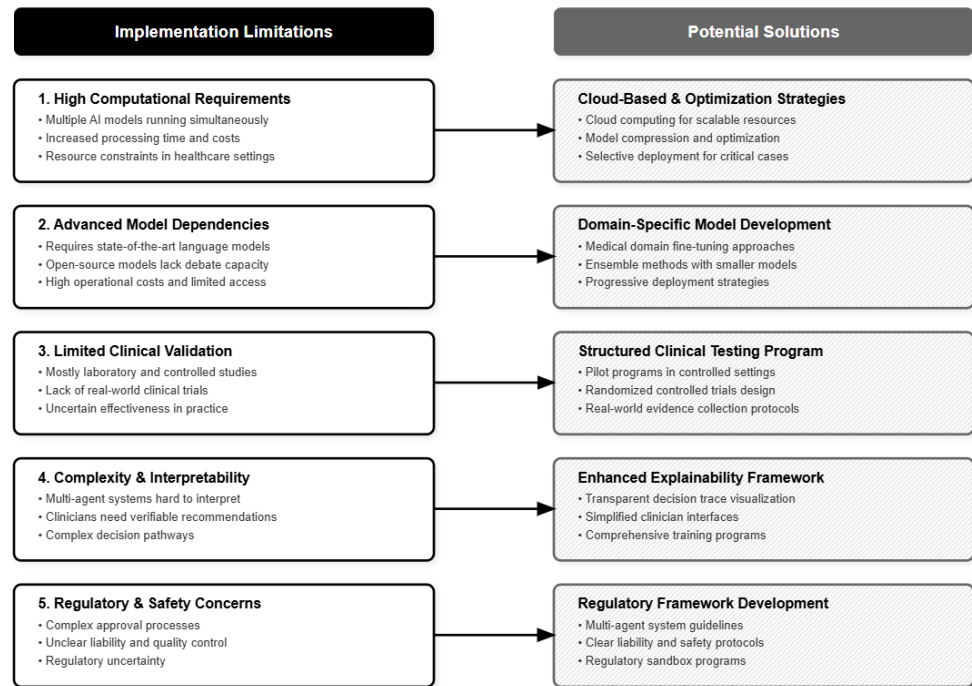 Implementation Limitations
Potential Solutions
1. High Computational Requirements
• Multiple AI models running simultaneously
• Increased processing time and costs
• Resource constraints in healthcare settings
Cloud-Based & Optimization Strategies
• Cloud computing for scalable resources
• Model compression and optimization
• Selective deployment for critical cases
2. Advanced Model Dependencies
• Requires state-of-the-art language models
• Open-source models lack debate capacity
• High operational costs and limited access
Domain-Specific Model Development
• Medical domain fine-tuning approaches
• Ensemble methods with smaller models
• Progressive deployment strategies
3. Limited Clinical Validation
• Mostly laboratory and controlled studies
• Lack of real-world clinical trials
• Uncertain effectiveness in practice
Structured Clinical Testing Program
• Pilot programs in controlled settings
• Randomized controlled trials design
• Real-world evidence collection protocols
4. Complexity & Interpretability
• Multi-agent systems hard to interpret
• Clinicians need verifiable recommendations
• Complex decision pathways
Enhanced Explainability Framework
• Transparent decision trace visualization
• Simplified clinician interfaces
• Comprehensive training programs
5. Regulatory & Safety Concerns
• Complex approval processes
• Unclear liability and quality control
• Regulatory uncertainty
Regulatory Framework Development
• Multi-agent system guidelines
• Clear liability and safety protocols
• Regulatory sandbox programs